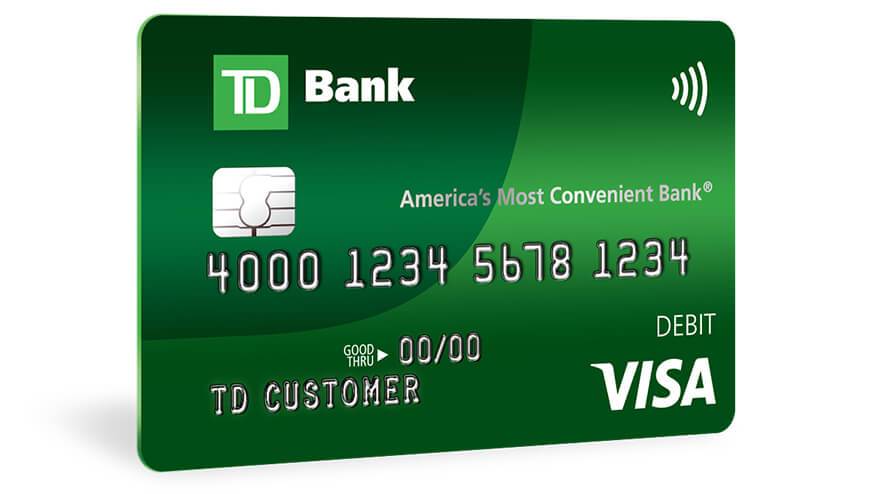 TD Bank
America's Most Convenient Bank®
4000 1234 5678 1234
DEBIT
GOOD
THRU
00/00
TD CUSTOMER
VISA